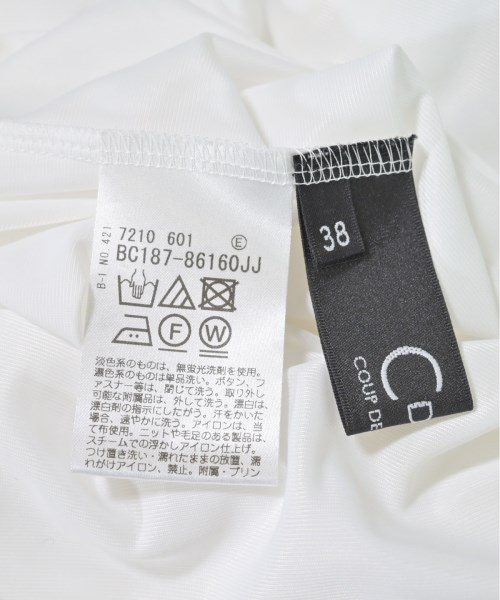 B-1 NO.421
7210 601 Ⓔ
BC187-86160JJ
Ⓕ Ⓦ
淡色系のものは、無蛍光洗剤を使用。
濃色系のものは単品洗い。ボタン、フ
ァスナー等は、閉じて洗う。取り外し
可能な附属品は、外して洗う。漂白は、
漂白剤の指示にしたがう。汗をかいた
場合、速やかに洗う。アイロンは、当
て布使用。ニットや毛足のある製品は、
スチームでの浮かしアイロン仕上げ。
つけ置き洗い・濡れたままの放置、濡
れがけアイロン、禁止。附属・プリン
38
COUP DE